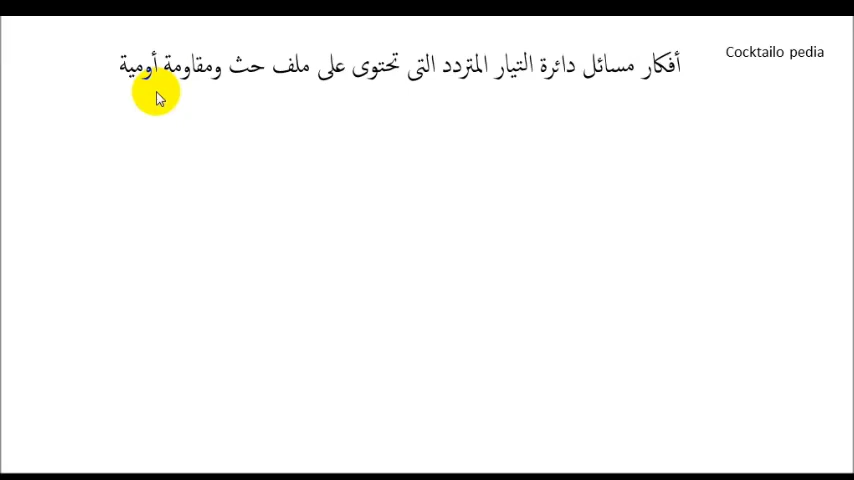 Cocktailo pedia
أفكار مسائل دائرة التيار المتردد التى تحتوى على ملف حث ومقاومة أومية